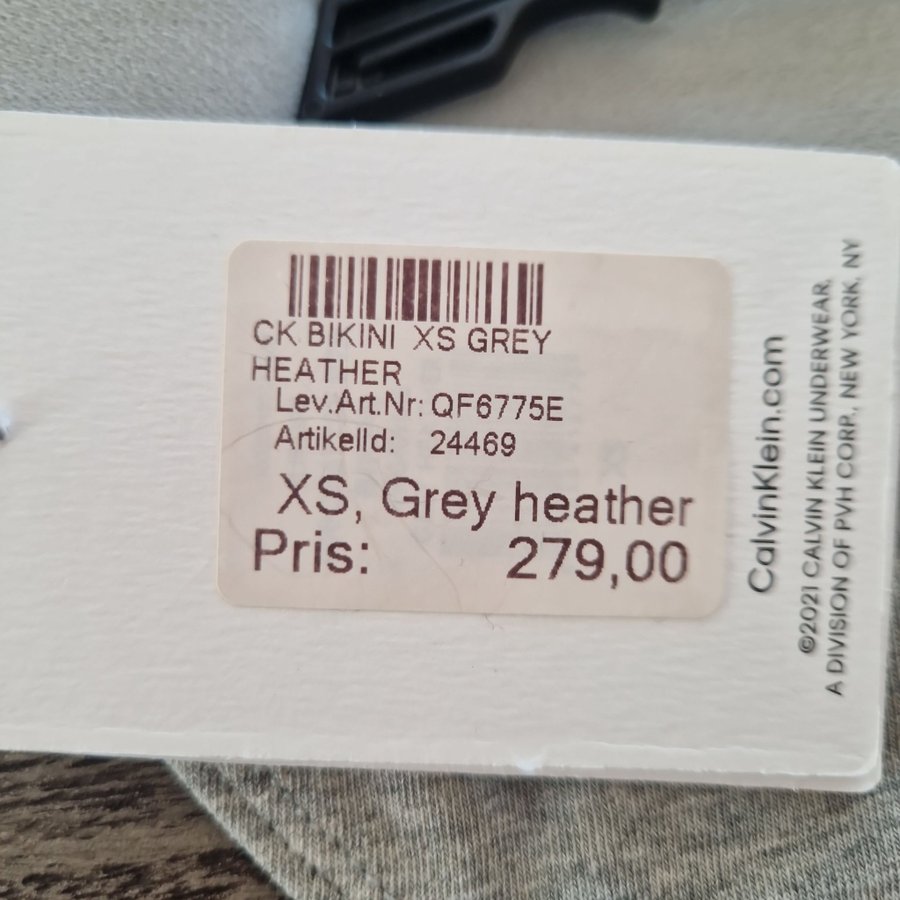 CK BIKINI XS GREY
HEATHER
Lev.Art.Nr: QF6775E
ArtikelId: 24469
XS, Grey heather
Pris: 279,00
CalvinKlein.com
©2021 CALVIN KLEIN UNDERWEAR,
A DIVISION OF PVH CORP., NEW YORK, NY